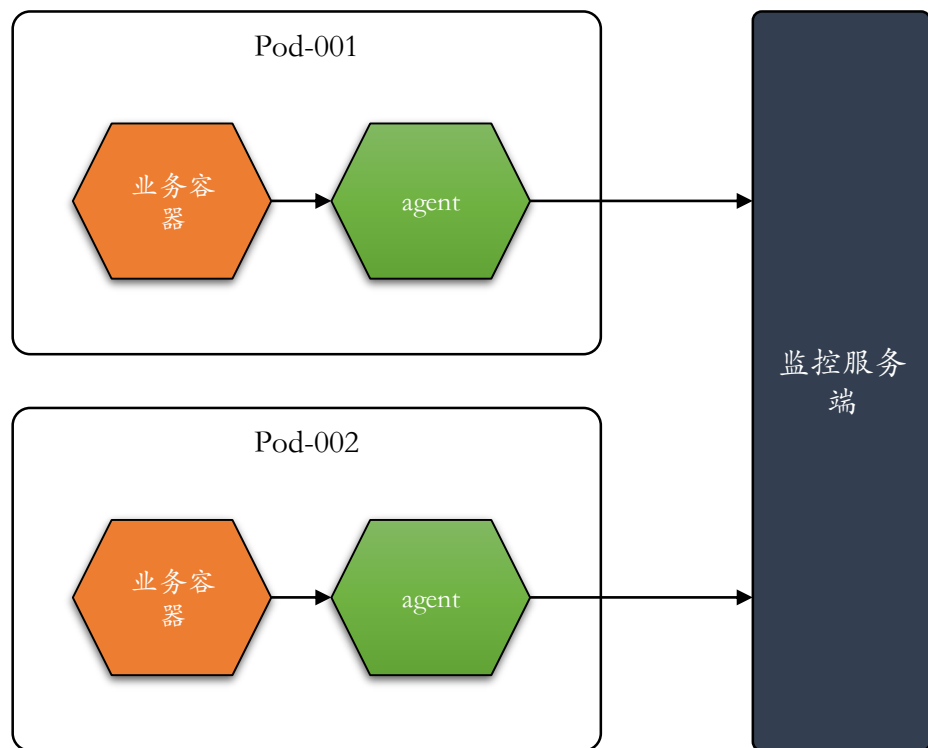 Pod-001
业务容
器
agent
监控服务
端
Pod-002
业务容
器
agent